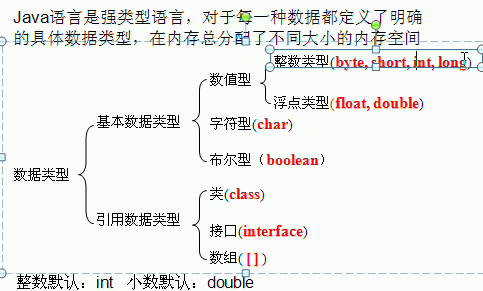 Java语言是强类型语言，对于每一种数据都定义了明确
的具体数据类型，在内存总分配了不同大小的内存空间
整数类型(byte, short, int, long)
数值型
浮点类型(float, double)
基本数据类型
字符型(char)
布尔型（boolean）
数据类型
类(class)
引用数据类型
接口(interface)
数组([ ])
整数默认：int 小数默认：double